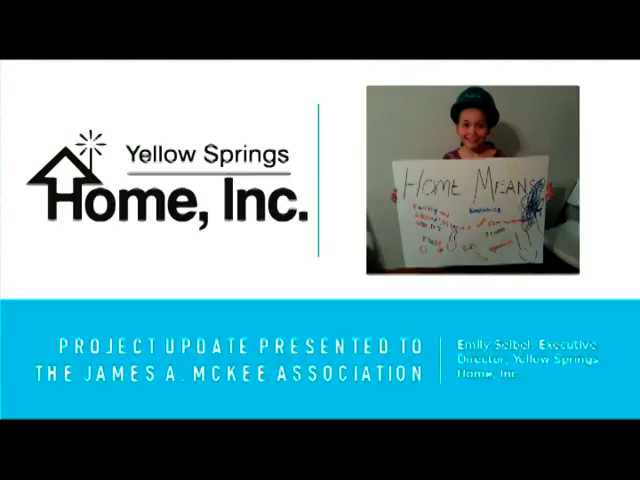 Yellow Springs
Home, Inc.
HOME MEANS
PROJECT UPDATE PRESENTED TO
THE JAMES A. MCKEE ASSOCIATION
Emily Seibel, Executive
Director, Yellow Springs
Home, Inc.